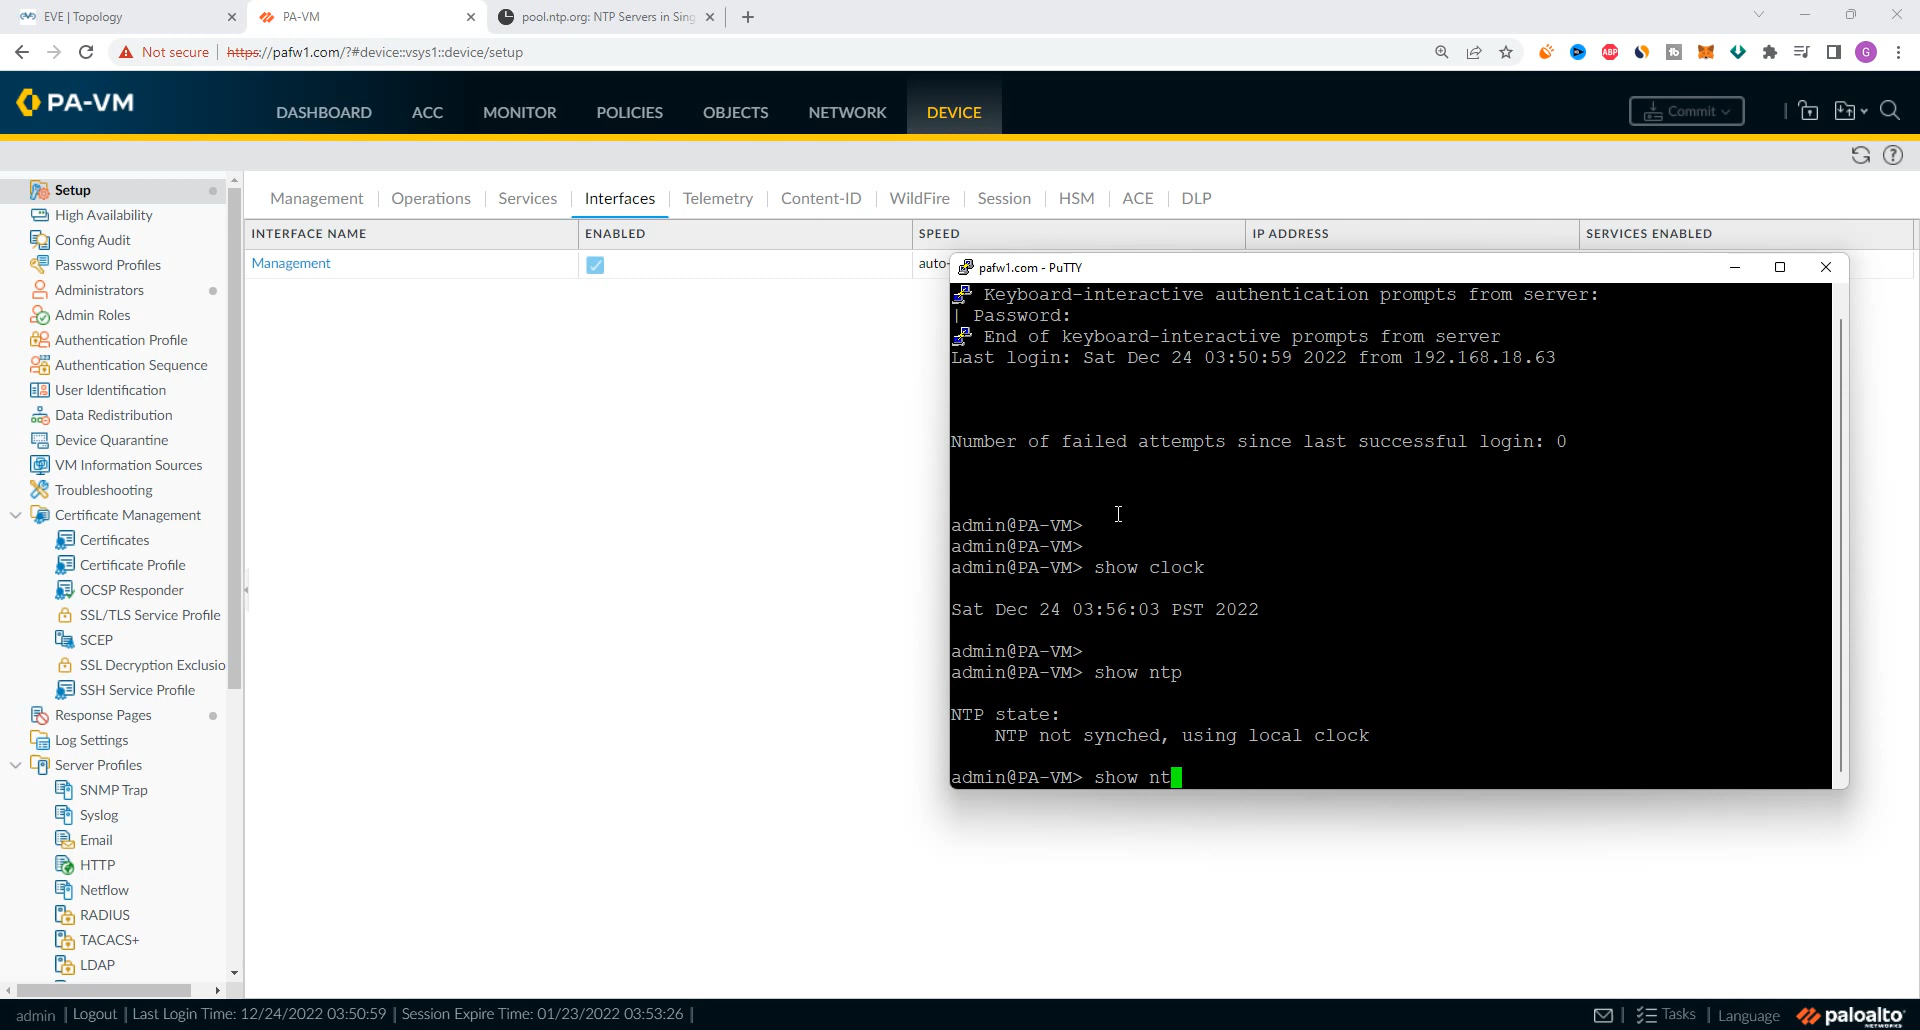 EVE | Topology
PA-VM
pool.ntp.org: NTP Servers in Sing
Not secure
https://pafw1.com/?#device::vsys1::device/setup
ABP
tb
G
PA-VM
DASHBOARD
ACC
MONITOR
POLICIES
OBJECTS
NETWORK
DEVICE
Commit
Setup
High Availability
Config Audit
Password Profiles
Administrators
Admin Roles
Authentication Profile
Authentication Sequence
User Identification
Data Redistribution
Device Quarantine
VM Information Sources
Troubleshooting
Certificate Management
Certificates
Certificate Profile
OCSP Responder
SSL/TLS Service Profile
SCEP
SSL Decryption Exclusio
SSH Service Profile
Response Pages
Log Settings
Server Profiles
SNMP Trap
Syslog
Email
HTTP
Netflow
RADIUS
TACACS+
LDAP
Management
Operations
Services
Interfaces
Telemetry
Content-ID
WildFire
Session
HSM
ACE
DLP
INTERFACE NAME
ENABLED
SPEED
IP ADDRESS
SERVICES ENABLED
Management
auto-
pafw1.com - PuTTY
Keyboard-interactive authentication prompts from server:
| Password:
End of keyboard-interactive prompts from server
Last login: Sat Dec 24 03:50:59 2022 from 192.168.18.63
Number of failed attempts since last successful login: 0
admin@PA-VM>
admin@PA-VM>
admin@PA-VM> show clock
Sat Dec 24 03:56:03 PST 2022
admin@PA-VM>
admin@PA-VM> show ntp
NTP state:
NTP not synched, using local clock
admin@PA-VM> show nt
admin | Logout | Last Login Time: 12/24/2022 03:50:59 | Session Expire Time: 01/23/2022 03:53:26 |
Tasks | Language
paloalto
NETWORKS